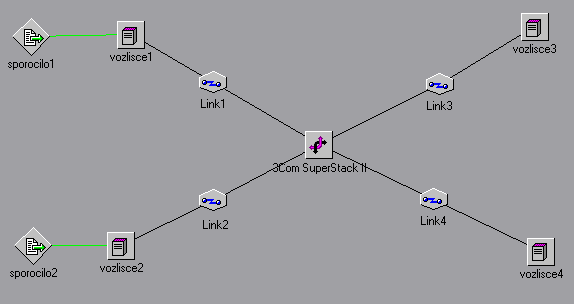 sporocilo1
vozlisce1
vozlisce3
Link1
Link3
3Com SuperStack II
Link2
Link4
sporocilo2
vozlisce2
vozlisce4